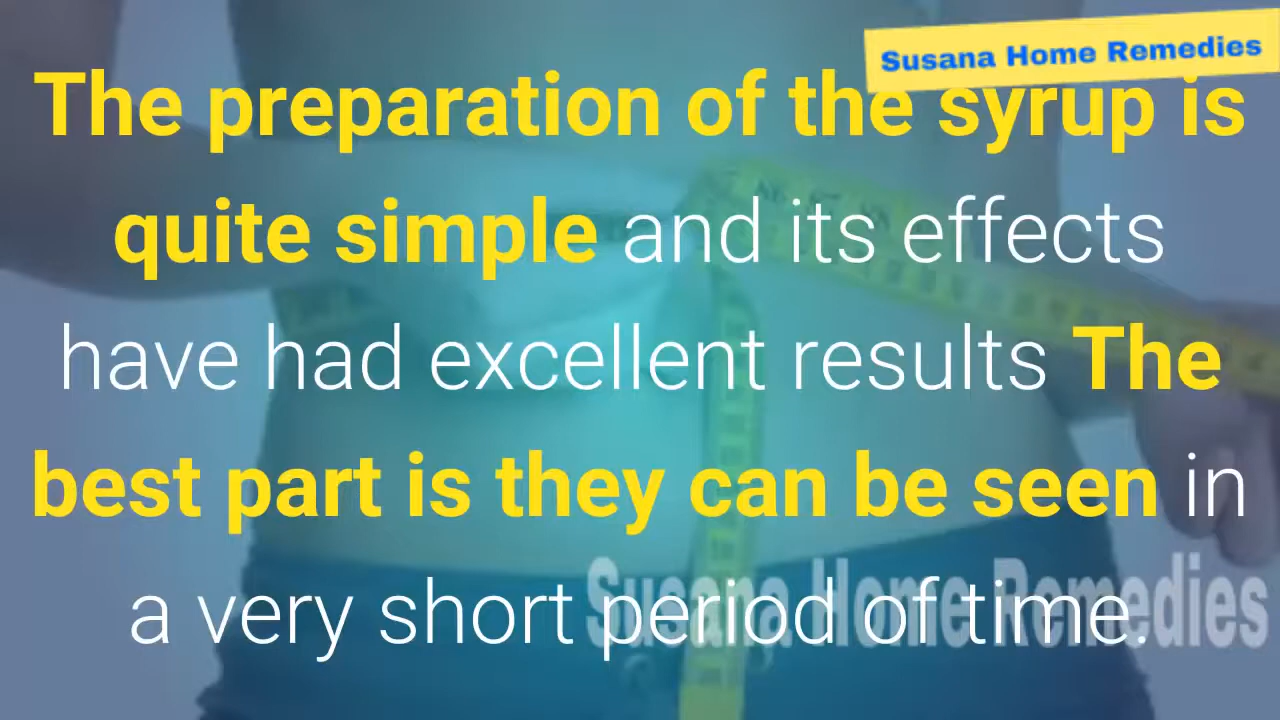 Susana Home Remedies
The preparation of the syrup is
quite simple and its effects
have had excellent results The
best part is they can be seen in
a very short period of time.
Susana Home Remedies